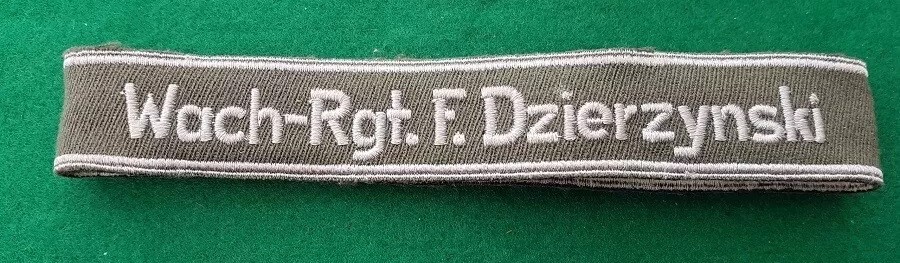 Wach-Rgt. F. Dzierzynski